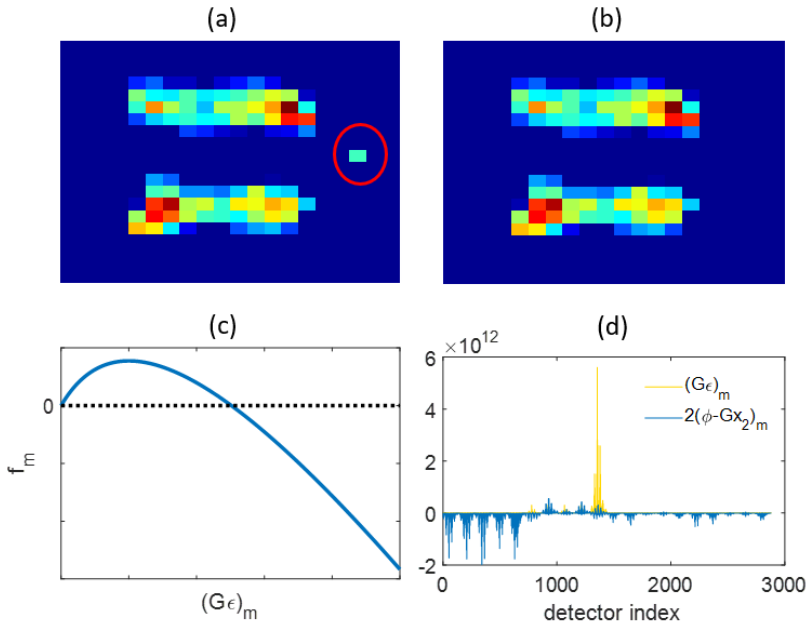 (a)
(b)
(c)
0
f_m
(Gϵ)_m
(d)
×10^12
6
4
2
0
-2
(Gϵ)_m
2(ϕ-Gx_2)_m
0
1000
2000
3000
detector index